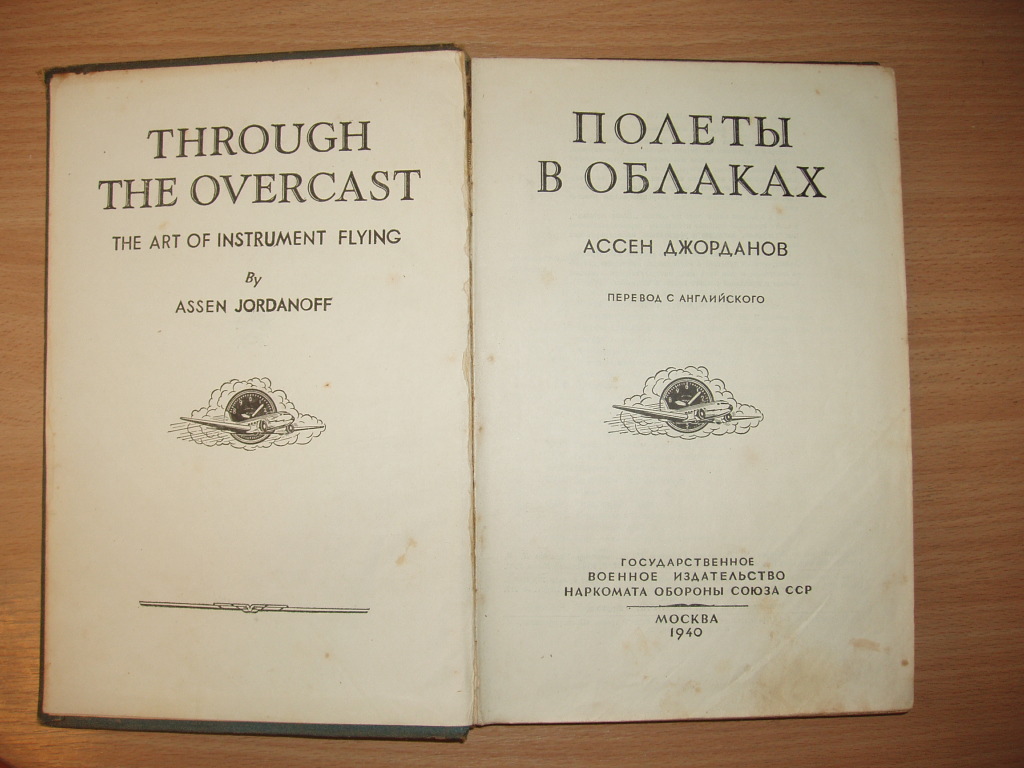 THROUGH
THE OVERCAST
THE ART OF INSTRUMENT FLYING
By
ASSEN JORDANOFF
ПОЛЕТЫ
В ОБЛАКАХ
АССЕН ДЖОРДАНОВ
ПЕРЕВОД С АНГЛИЙСКОГО
ГОСУДАРСТВЕННОЕ
ВОЕННОЕ ИЗДАТЕЛЬСТВО
НАРКОМАТА ОБОРОНЫ СОЮЗА ССР
МОСКВА
1940